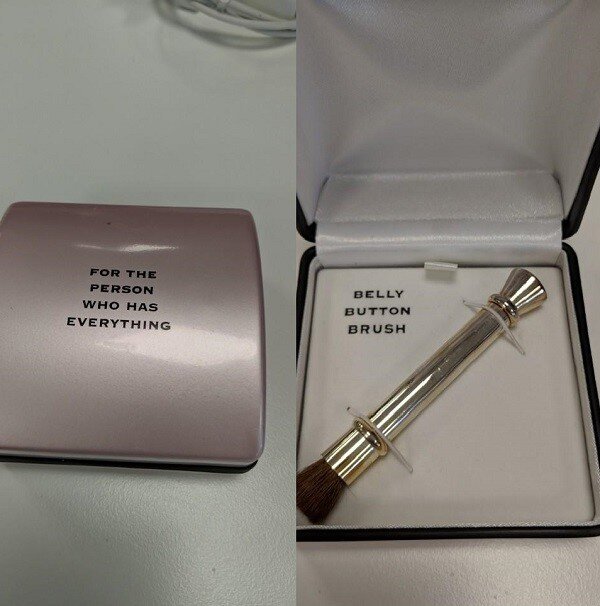 FOR THE
PERSON
WHO HAS
EVERYTHING
BELLY
BUTTON
BRUSH